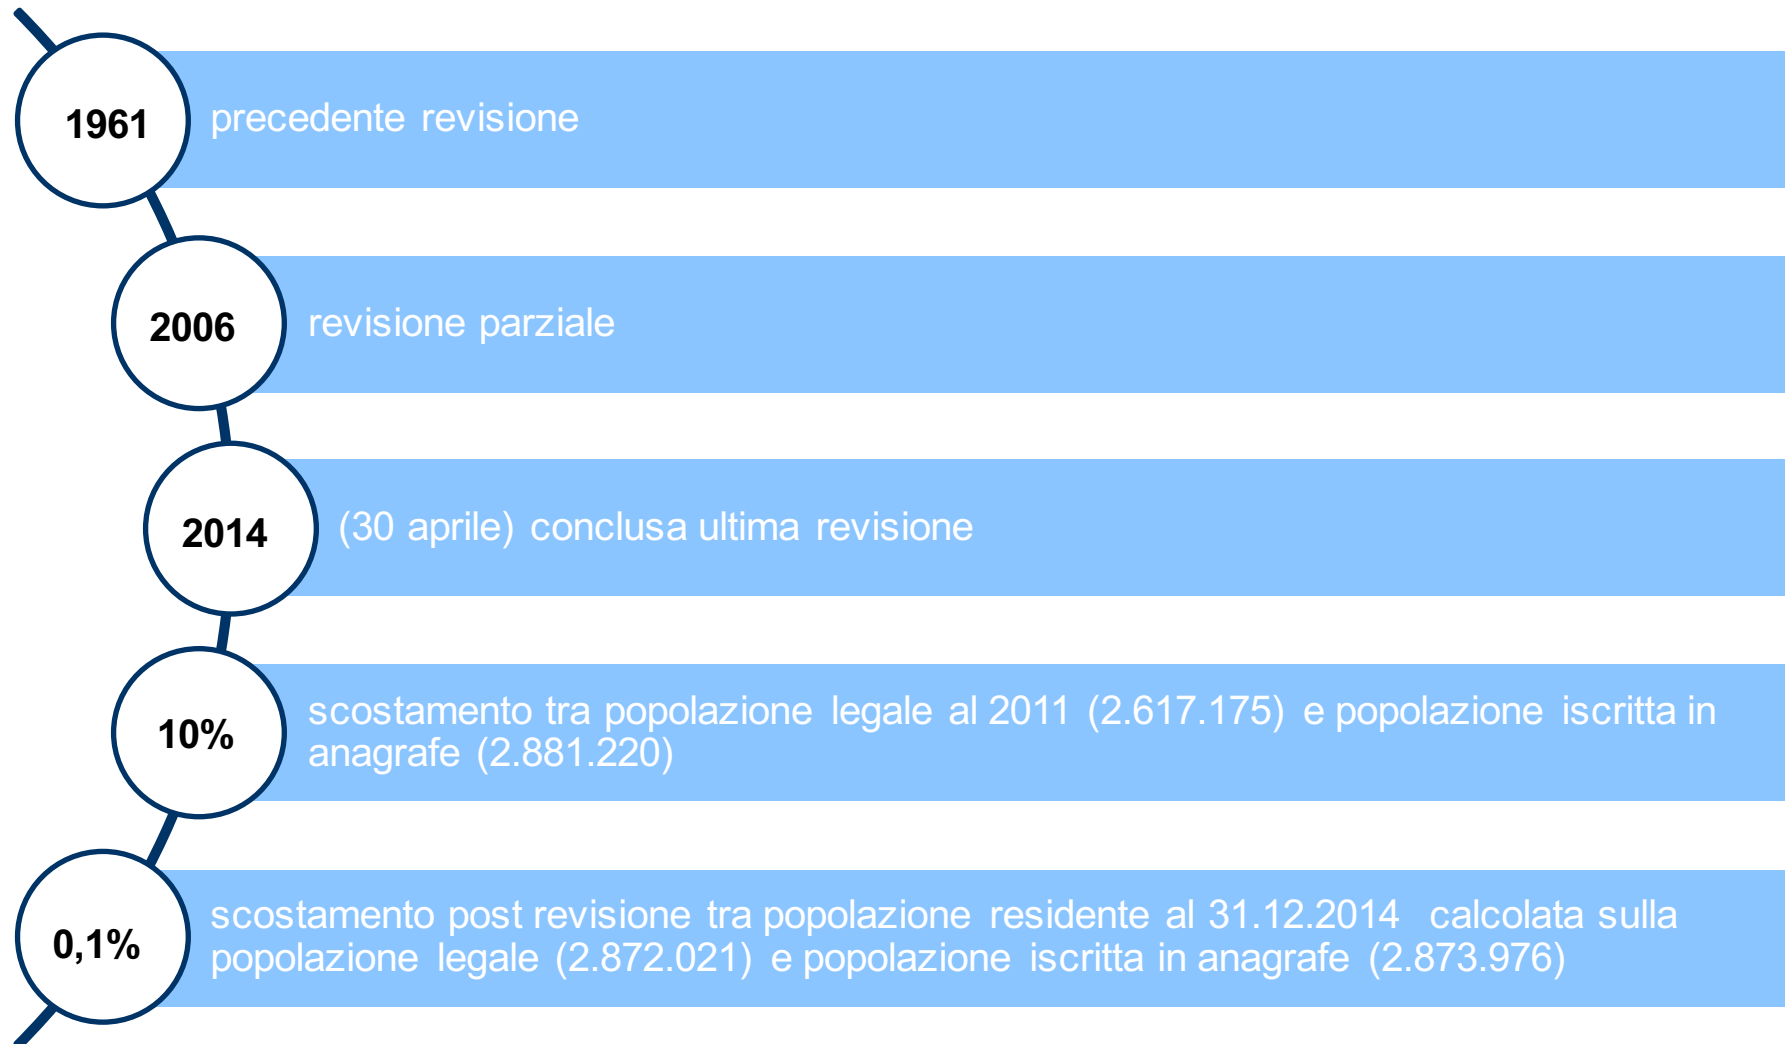 1961
precedente revisione
2006
revisione parziale
2014
(30 aprile) conclusa ultima revisione
10%
scostamento tra popolazione legale al 2011 (2.617.175) e popolazione iscritta in
anagrafe (2.881.220)
0,1%
scostamento post revisione tra popolazione residente al 31.12.2014 calcolata sulla
popolazione legale (2.872.021) e popolazione iscritta in anagrafe (2.873.976)